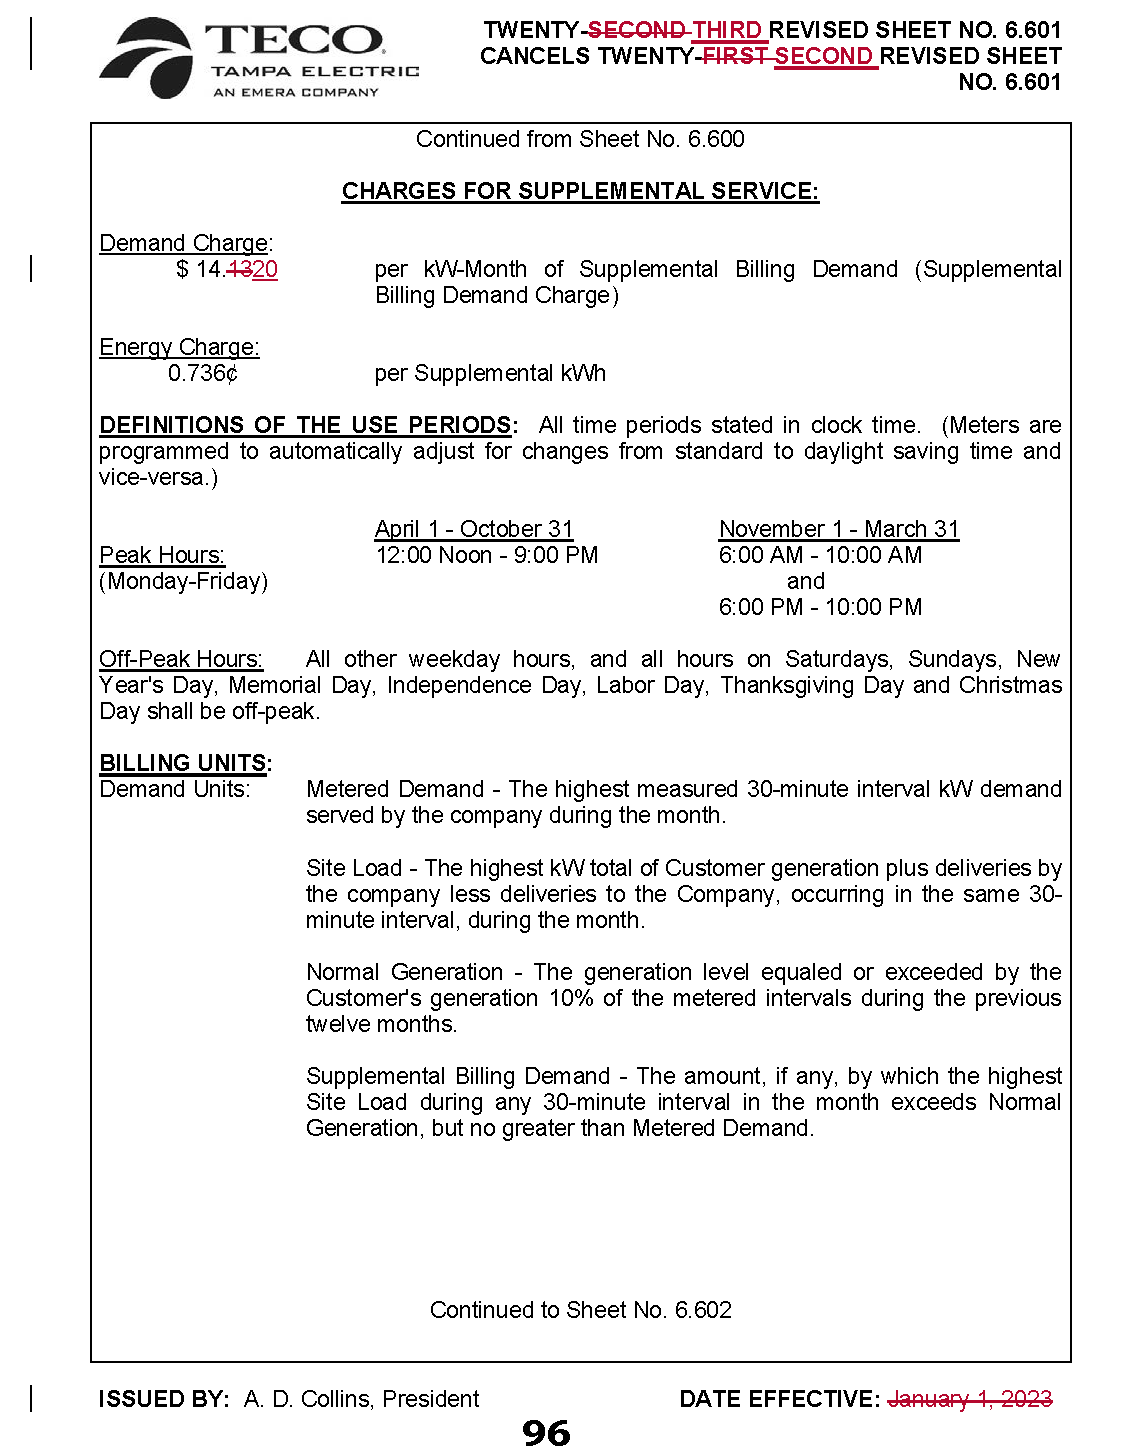 TECO.
TAMPA ELECTRIC
AN EMERA COMPANY
TWENTY-SECOND THIRD REVISED SHEET NO. 6.601
CANCELS TWENTY-FIRST SECOND REVISED SHEET
NO. 6.601
Continued from Sheet No. 6.600
CHARGES FOR SUPPLEMENTAL SERVICE:
Demand Charge:
$ 14.1320 per kW-Month of Supplemental Billing Demand (Supplemental
Billing Demand Charge)
Energy Charge:
0.736¢ per Supplemental kWh
DEFINITIONS OF THE USE PERIODS: All time periods stated in clock time. (Meters are
programmed to automatically adjust for changes from standard to daylight saving time and
vice-versa.)
April 1 - October 31 November 1 - March 31
Peak Hours: 12:00 Noon - 9:00 PM 6:00 AM - 10:00 AM
(Monday-Friday) and
6:00 PM - 10:00 PM
Off-Peak Hours: All other weekday hours, and all hours on Saturdays, Sundays, New
Year's Day, Memorial Day, Independence Day, Labor Day, Thanksgiving Day and Christmas
Day shall be off-peak.
BILLING UNITS:
Demand Units: Metered Demand - The highest measured 30-minute interval kW demand
served by the company during the month.
Site Load - The highest kW total of Customer generation plus deliveries by
the company less deliveries to the Company, occurring in the same 30-
minute interval, during the month.
Normal Generation - The generation level equaled or exceeded by the
Customer's generation 10% of the metered intervals during the previous
twelve months.
Supplemental Billing Demand - The amount, if any, by which the highest
Site Load during any 30-minute interval in the month exceeds Normal
Generation, but no greater than Metered Demand.
Continued to Sheet No. 6.602
ISSUED BY: A. D. Collins, President DATE EFFECTIVE: January 1, 2023
96